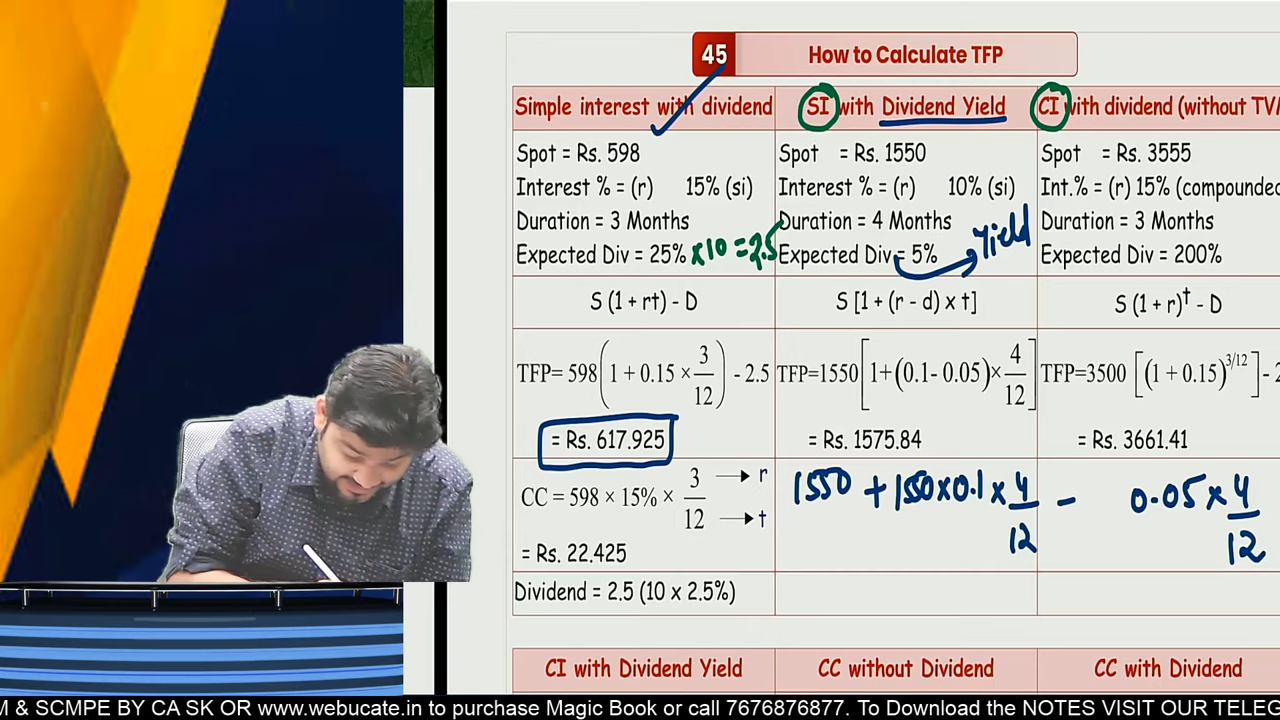 45 How to Calculate TFP
Simple interest with dividend
Spot = Rs. 598
Interest % = (r) 15% (si)
Duration = 3 Months
Expected Div = 25% x10 = 2.5
S (1 + rt) - D
TFP= 598(1 + 0.15 × 3/12) - 2.5
= Rs. 617.925
CC = 598 × 15% × 3/12 → r → t
= Rs. 22.425
Dividend = 2.5 (10 x 2.5%)
SI with Dividend Yield
Spot = Rs. 1550
Interest % = (r) 10% (si)
Duration = 4 Months
Expected Div = 5% Yield
S [1 + (r - d) x t]
TFP=1550[1+(0.1- 0.05)×4/12]
= Rs. 1575.84
1550 + 1550x0.1 x 4/12 - 0.05 x 4/12
CI with dividend (without TV
Spot = Rs. 3555
Int.% = (r) 15% (compounded
Duration = 3 Months
Expected Div = 200%
S (1 + r)^t - D
TFP=3500 [(1 + 0.15)^3/12] - 2
= Rs. 3661.41
CI with Dividend Yield
CC without Dividend
CC with Dividend
M & SCMPE BY CA SK OR www.webucate.in to purchase Magic Book or call 7676876877. To Download the NOTES VISIT OUR TELEG